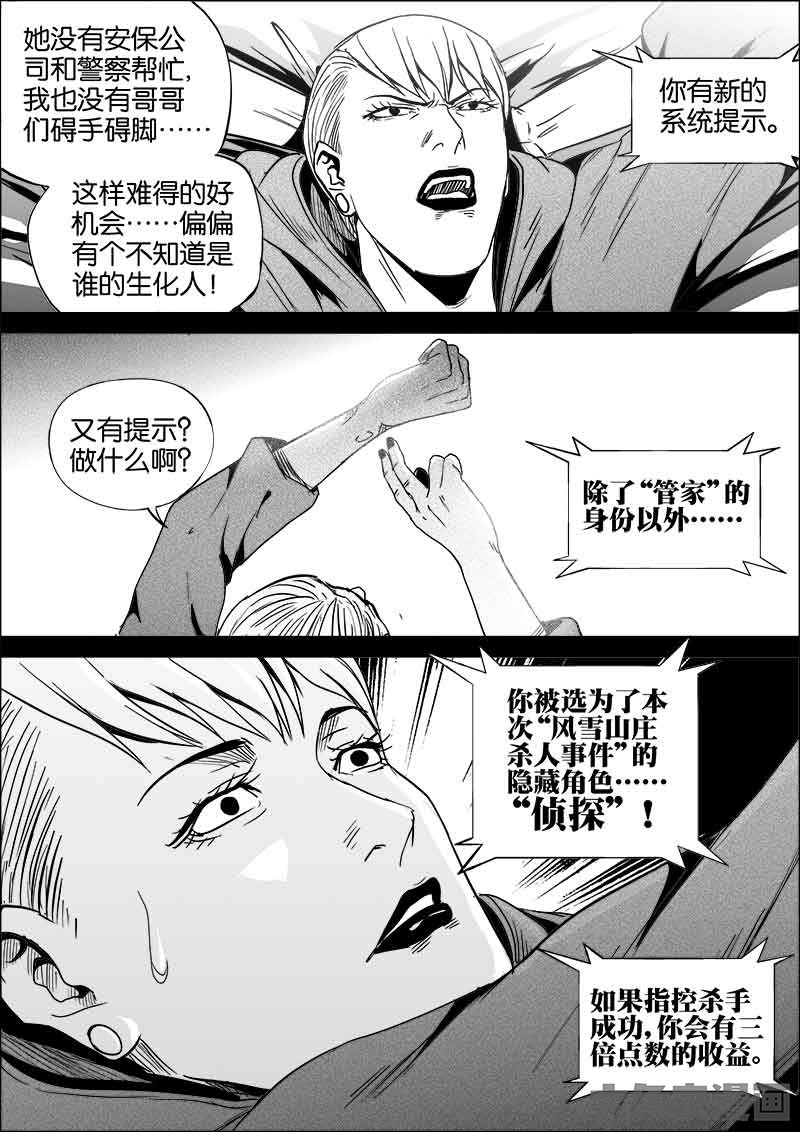 她没有安保公
司和警察帮忙，
我也没有哥哥
们碍手碍脚……
这样难得的好
机会……偏偏
有个不知道是
谁的生化人！
你有新的
系统提示。
又有提示？
做什么啊？
除了“管家”的
身份以外……
你被选为了本
次“风雪山庄
杀人事件”的
隐藏角色……
“侦探”！
如果指控杀手
成功，你会有三
倍点数的收益。